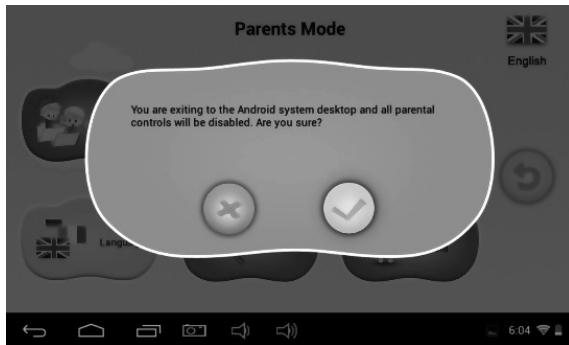 Parents Mode
English
You are exiting to the Android system desktop and all parental
controls will be disabled. Are you sure?
6:04